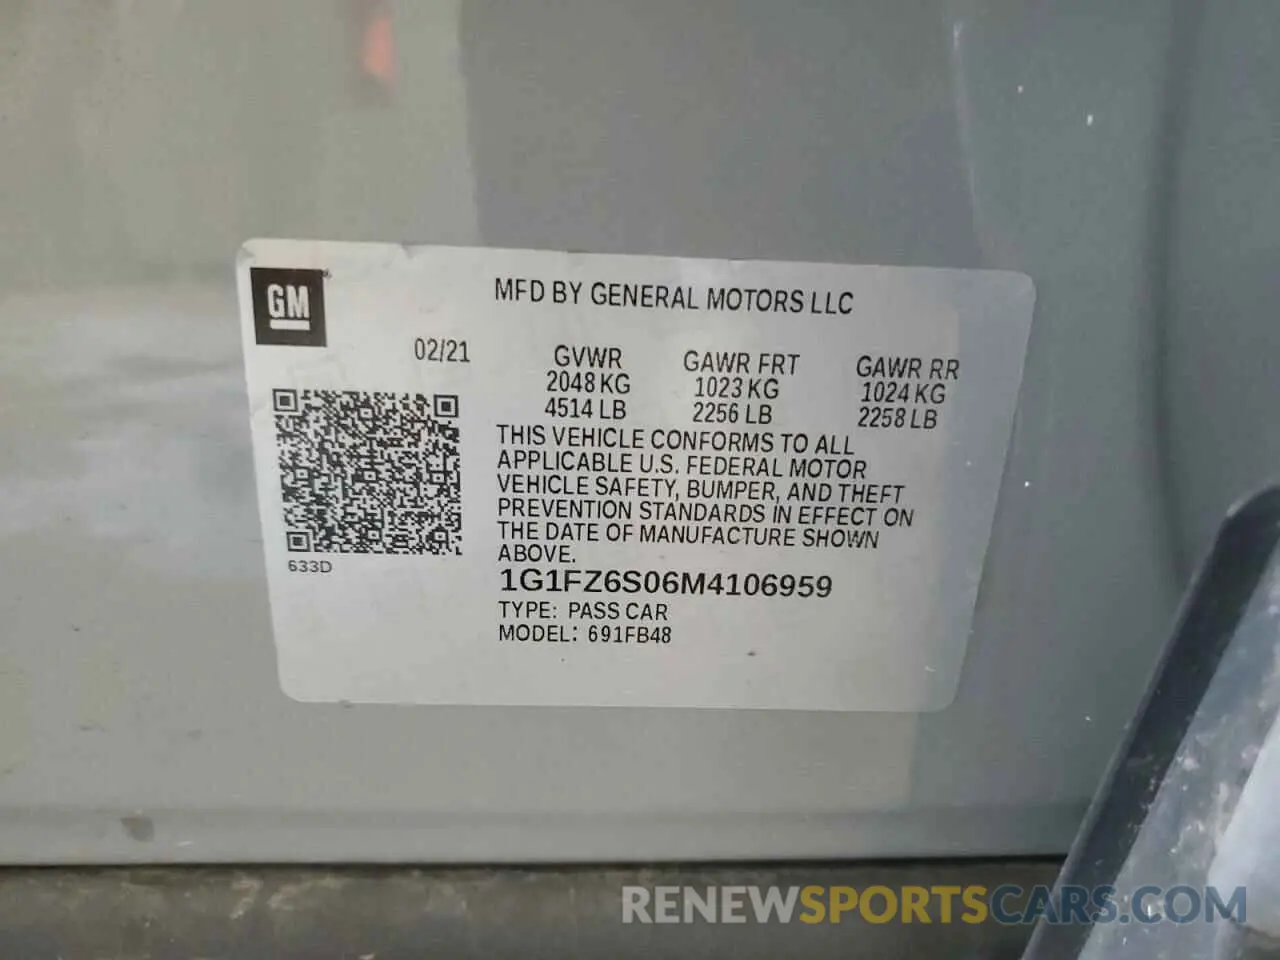 GM
MFD BY GENERAL MOTORS LLC
02/21
GVWR
2048 KG
4514 LB
GAWR FRT
1023 KG
2256 LB
GAWR RR
1024 KG
2258 LB
THIS VEHICLE CONFORMS TO ALL
APPLICABLE U.S. FEDERAL MOTOR
VEHICLE SAFETY, BUMPER, AND THEFT
PREVENTION STANDARDS IN EFFECT ON
THE DATE OF MANUFACTURE SHOWN
ABOVE.
633D
1G1FZ6S06M4106959
TYPE: PASS CAR
MODEL: 691FB48
RENEWSPORTSCARS.COM